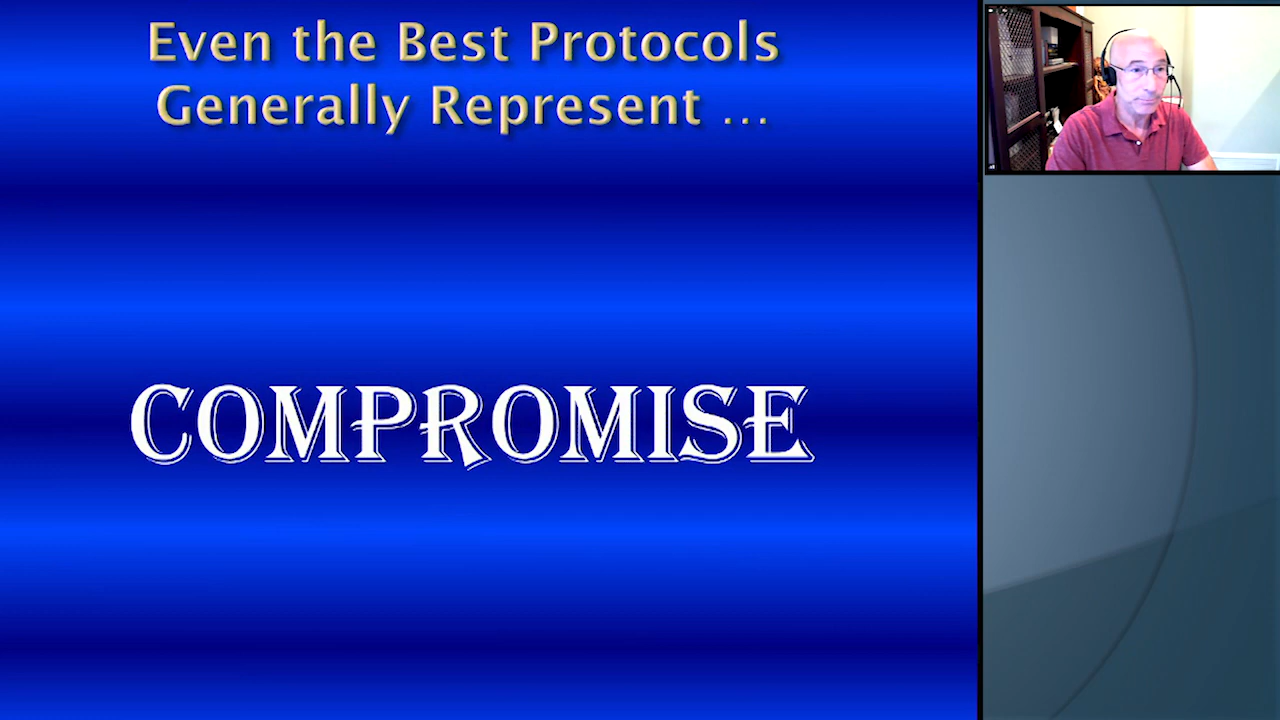 Even the Best Protocols
Generally Represent …
COMPROMISE